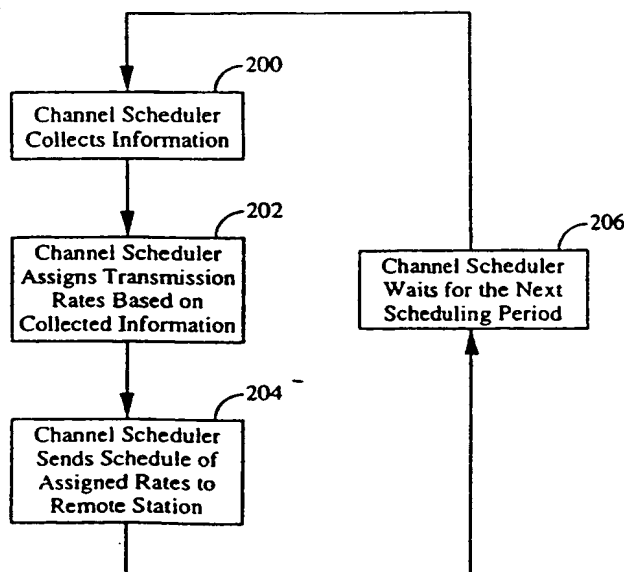 200
Channel Scheduler
Collects Information
202
Channel Scheduler
Assigns Transmission
Rates Based on
Collected Information
204
Channel Scheduler
Sends Schedule of
Assigned Rates to
Remote Station
206
Channel Scheduler
Waits for the Next
Scheduling Period